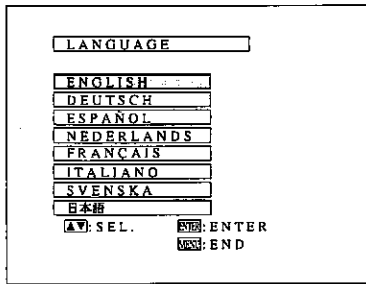 LANGUAGE
ENGLISH
DEUTSCH
ESPAÑOL
NEDERLANDS
FRANÇAIS
ITALIANO
SVENSKA
日本語
▲▼:SEL. ENTER:ENTER
MENU:END